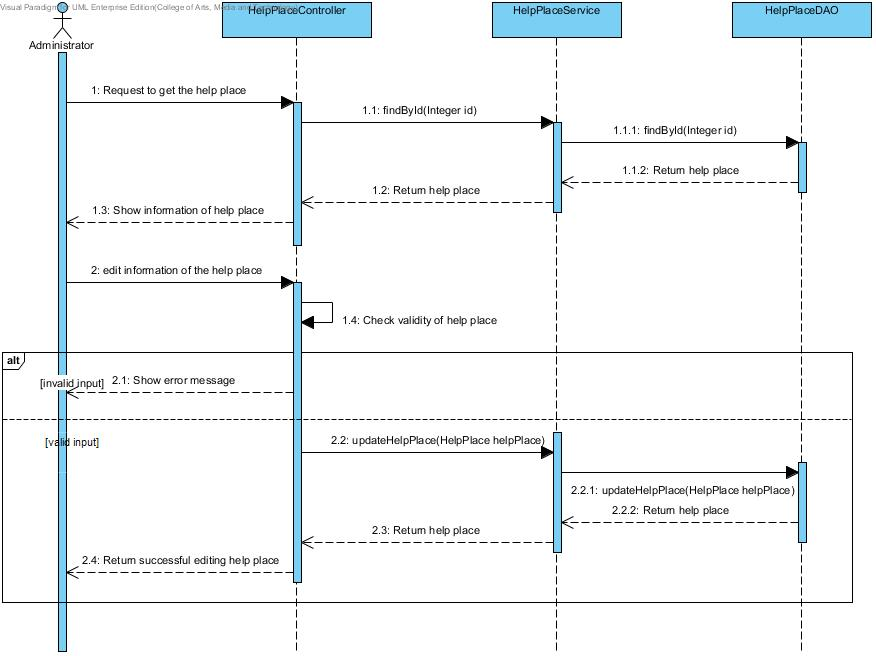 Visual Paradigm for UML Enterprise Edition(College of Arts, Media and
HelpPlaceController
HelpPlaceService
HelpPlaceDAO
Administrator
1: Request to get the help place
1.1: findById(Integer id)
1.1.1: findById(Integer id)
1.1.2: Return help place
1.2: Return help place
1.3: Show information of help place
2: edit information of the help place
1.4: Check validity of help place
alt
[invalid input]
2.1: Show error message
[valid input]
2.2: updateHelpPlace(HelpPlace helpPlace)
2.2.1: updateHelpPlace(HelpPlace helpPlace)
2.2.2: Return help place
2.3: Return help place
2.4: Return successful editing help place